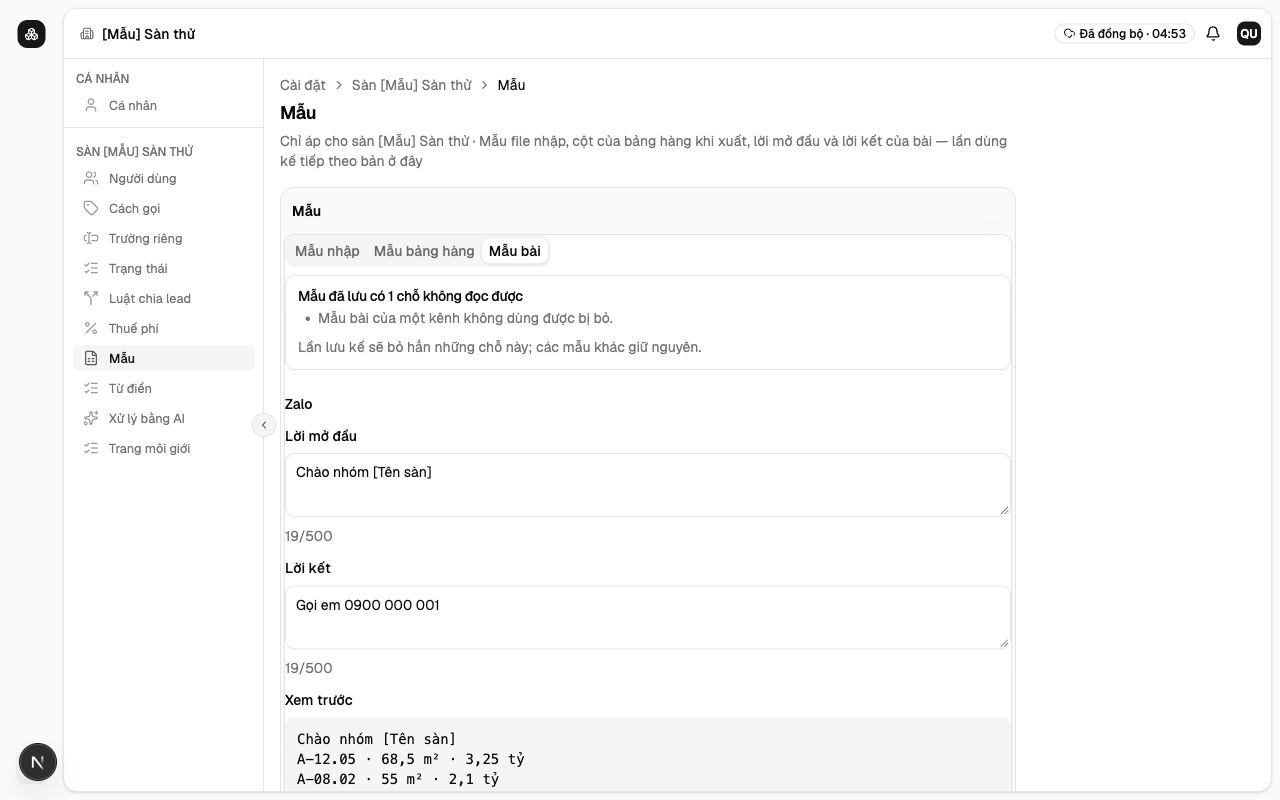 [Mẫu] Sàn thử
Đã đồng bộ · 04:53
QU
CÁ NHÂN
Cá nhân
SÀN [MẪU] SÀN THỬ
Người dùng
Cách gọi
Trường riêng
Trạng thái
Luật chia lead
Thuế phí
Mẫu
Từ điển
Xử lý bằng AI
Trang môi giới
N
Cài đặt > Sàn [Mẫu] Sàn thử > Mẫu
Mẫu
Chỉ áp cho sàn [Mẫu] Sàn thử · Mẫu file nhập, cột của bảng hàng khi xuất, lời mở đầu và lời kết của bài — lần dùng
kế tiếp theo bản ở đây
Mẫu
Mẫu nhập Mẫu bảng hàng Mẫu bài
Mẫu đã lưu có 1 chỗ không đọc được
• Mẫu bài của một kênh không dùng được bị bỏ.
Lần lưu kế sẽ bỏ hẳn những chỗ này; các mẫu khác giữ nguyên.
Zalo
Lời mở đầu
Chào nhóm [Tên sàn]
19/500
Lời kết
Gọi em 0900 000 001
19/500
Xem trước
Chào nhóm [Tên sàn]
A-12.05 · 68,5 m² · 3,25 tỷ
A-08.02 · 55 m² · 2,1 tỷ